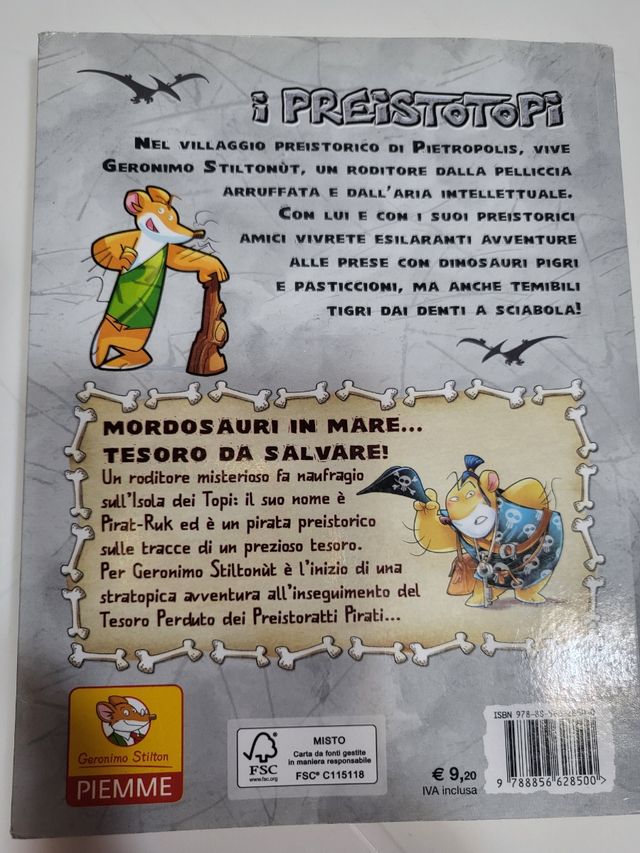 i PREISTOTOPI
NEL VILLAGGIO PREISTORICO DI PIETROPOLIS, VIVE
GERONIMO STILTONÙT, UN RODITORE DALLA PELLICCIA
ARRUFFATA E DALL'ARIA INTELLETTUALE.
CON LUI E CON I SUOI PREISTORICI
AMICI VIVRETE ESILARANTI AVVENTURE
ALLE PRESE CON DINOSAURI PIGRI
E PASTICCIONI, MA ANCHE TEMIBILI
TIGRI DAI DENTI A SCIABOLA!
MORDOSAURI IN MARE...
TESORO DA SALVARE!
Un roditore misterioso fa naufragio
sull'Isola dei Topi: il suo nome è
Pirat-Ruk ed è un pirata preistorico
sulle tracce di un prezioso tesoro.
Per Geronimo Stiltonùt è l'inizio di una
stratopica avventura all'inseguimento del
Tesoro Perduto dei Preistoratti Pirati...
Geronimo Stilton
PIEMME
FSC
www.fsc.org
MISTO
Carta da fonti gestite
in maniera responsabile
FSC® C115118
€ 9,20
IVA inclusa
ISBN 978-88-
9 788856 628500 >